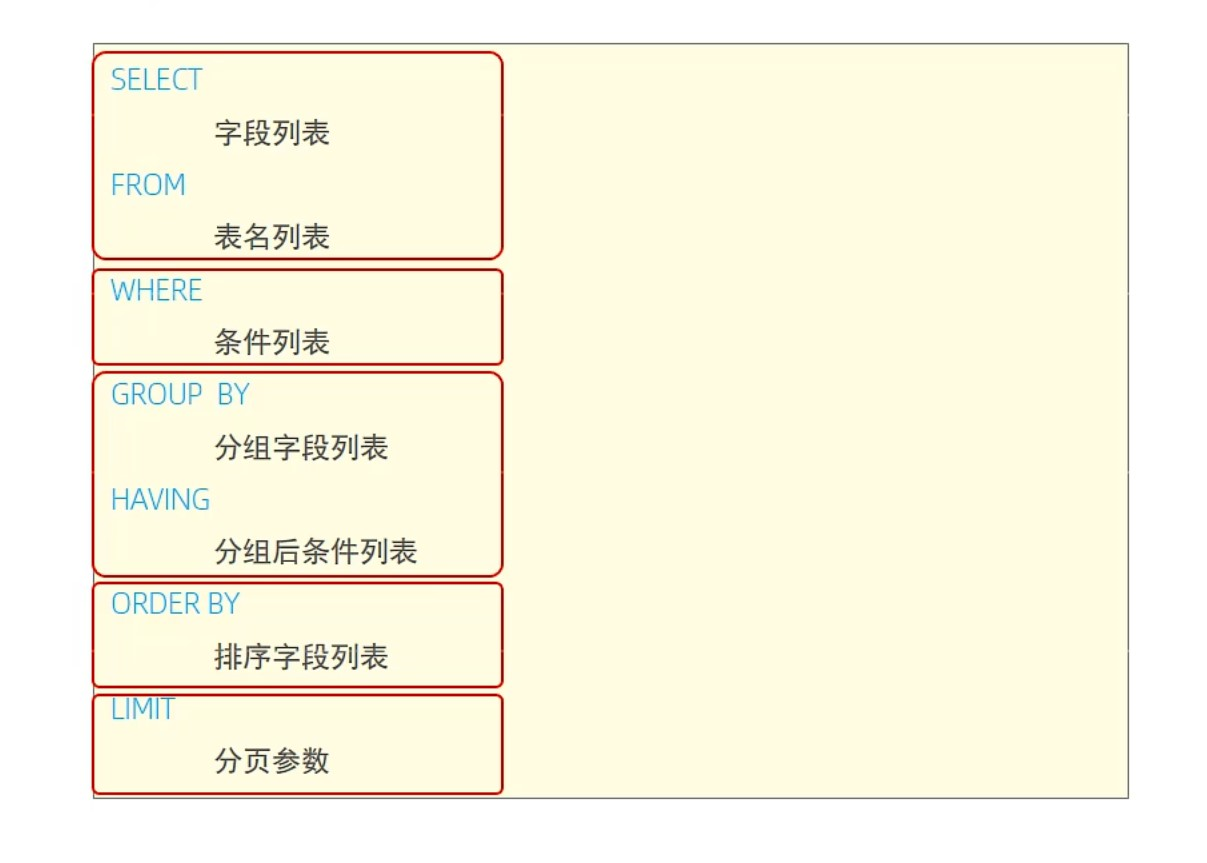 SELECT
字段列表
FROM
表名列表
WHERE
条件列表
GROUP BY
分组字段列表
HAVING
分组后条件列表
ORDER BY
排序字段列表
LIMIT
分页参数